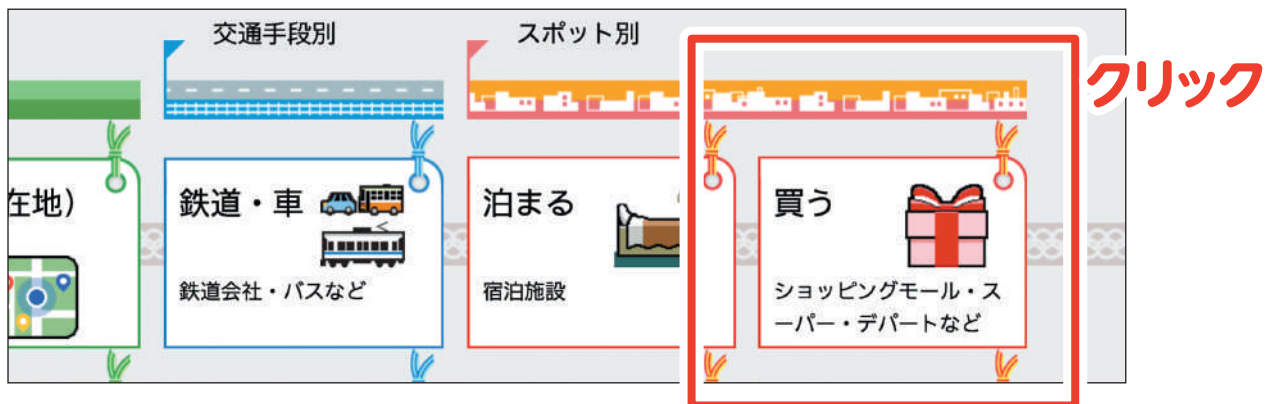 交通手段別
スポット別
クリック
在地）
鉄道・車
鉄道会社・バスなど
泊まる
宿泊施設
買う
ショッピングモール・ス
ーパー・デパートなど